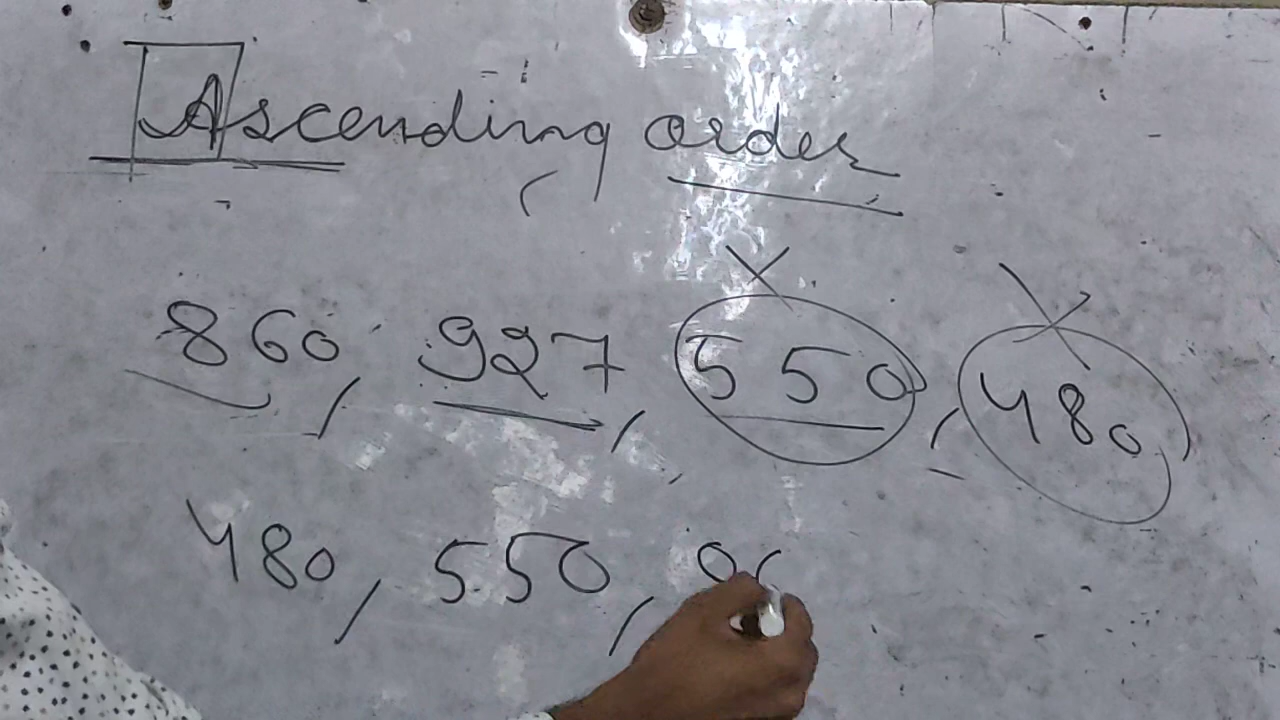 Ascending order
860, 927, 550, 480
480, 550,